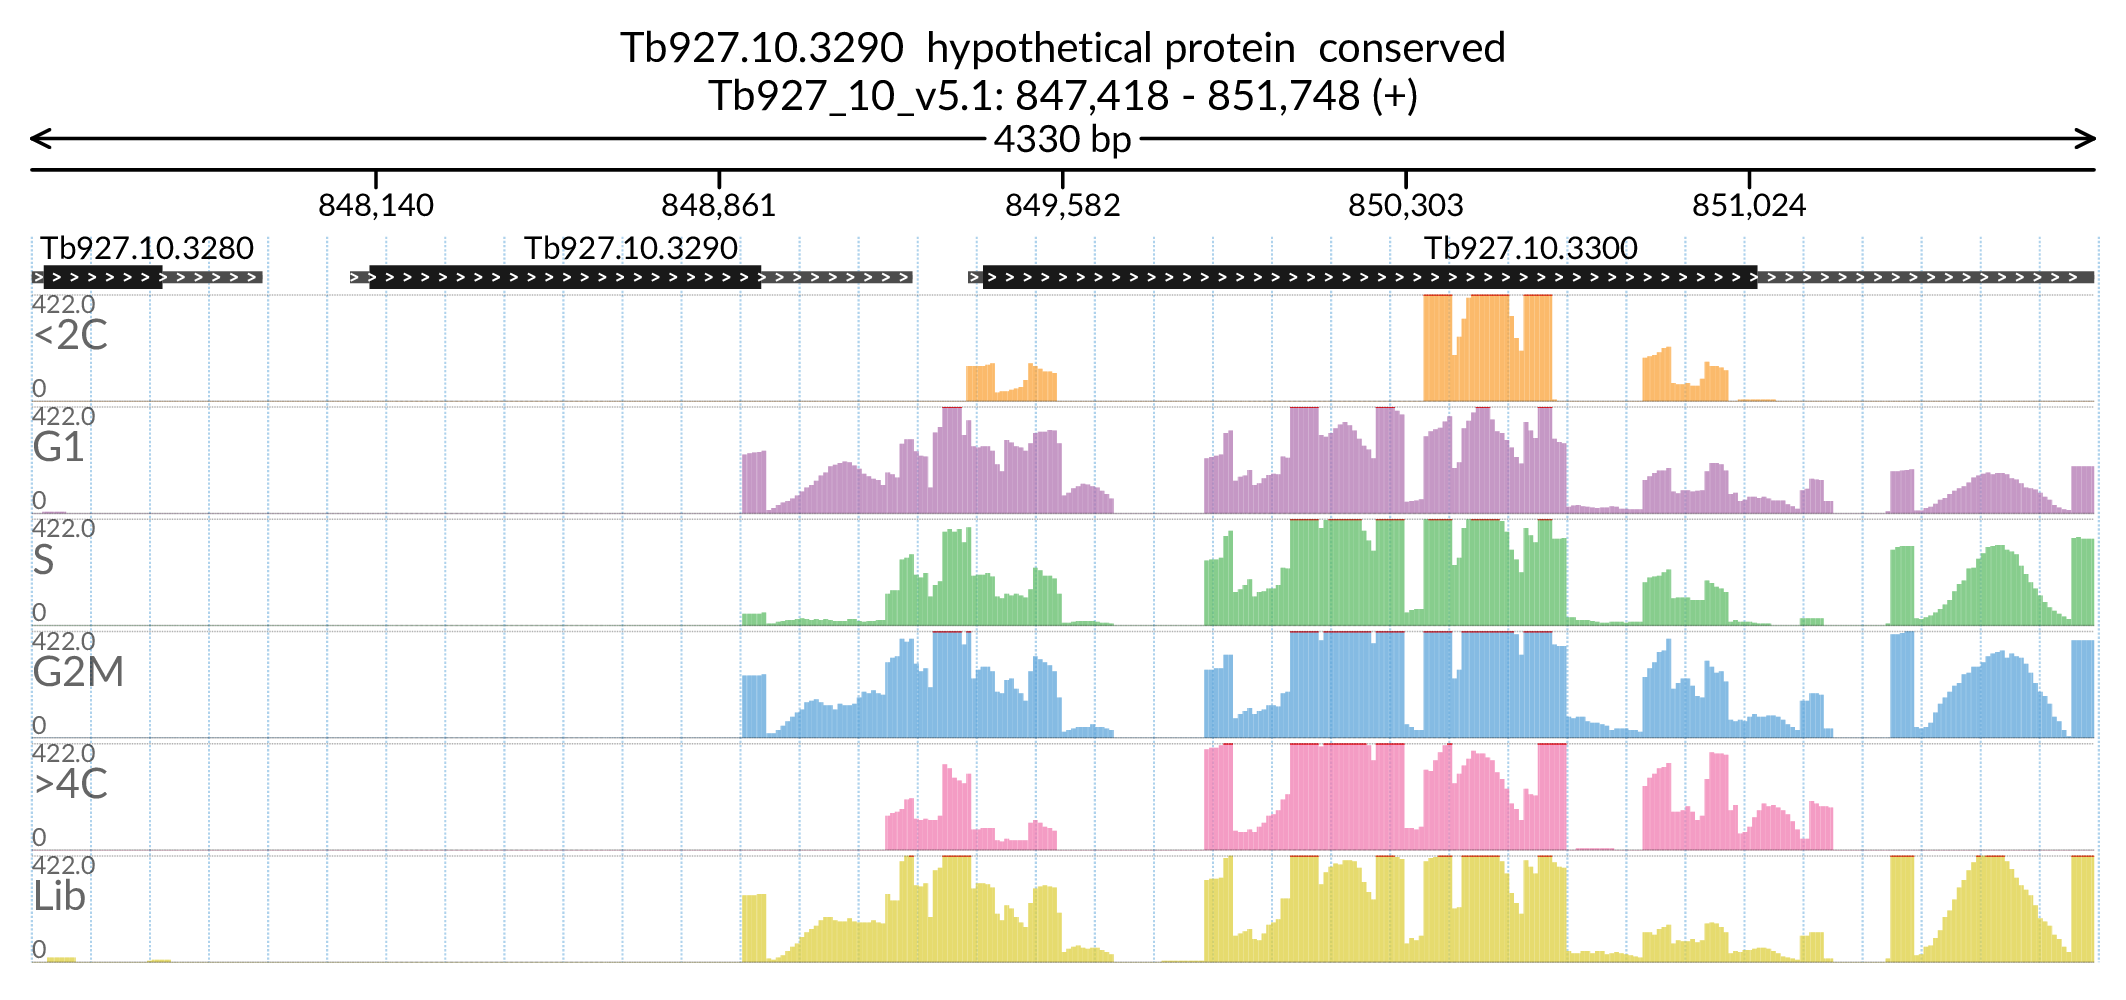 Tb927.10.3290 hypothetical protein conserved
Tb927_10_v5.1: 847,418 - 851,748 (+)
4330 bp
848,140 848,861 849,582 850,303 851,024
Tb927.10.3280 Tb927.10.3290 Tb927.10.3300
422.0
<2C
0
422.0
G1
0
422.0
S
0
422.0
G2M
0
422.0
>4C
0
422.0
Lib
0